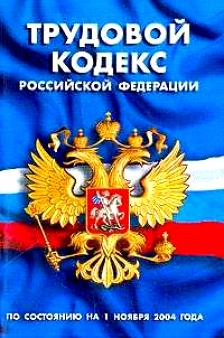 ТРУДОВОЙ
КОДЕКС
РОССИЙСКОЙ ФЕДЕРАЦИИ
ПО СОСТОЯНИЮ НА 1 НОЯБРЯ 2004 ГОДА